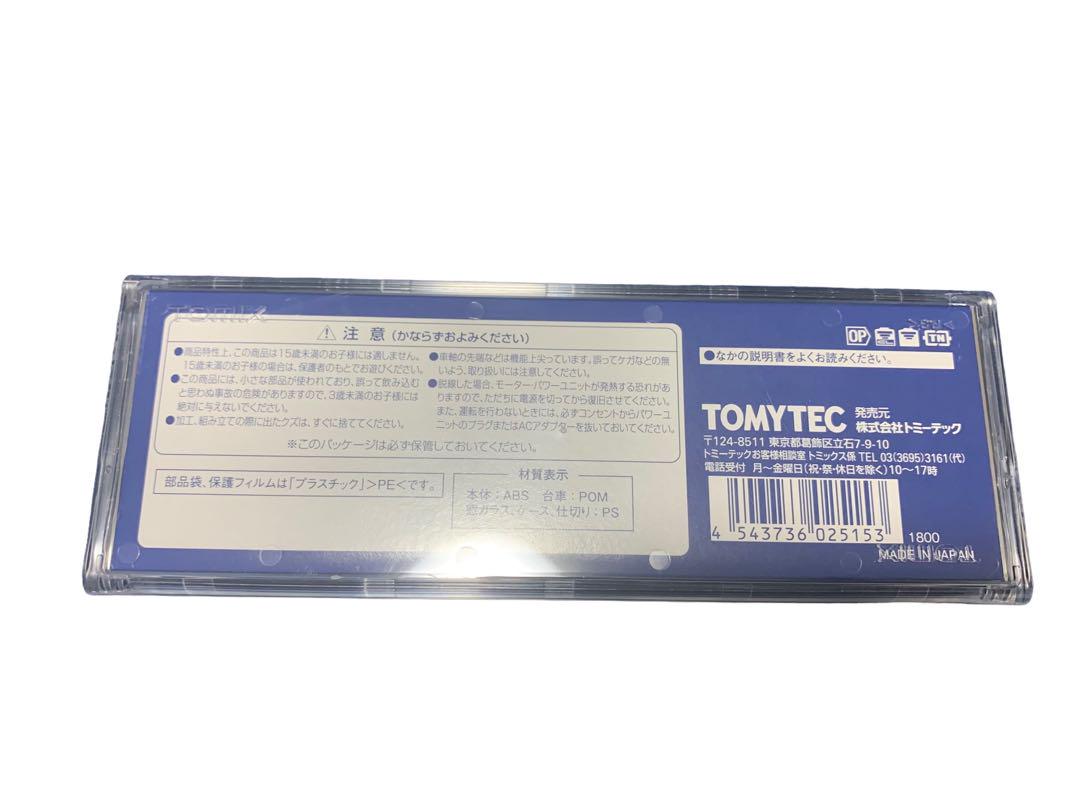 TOMIX
⚠ 注 意 (かならずおよみください)
●商品特性上、この商品は15歳未満のお子様には適しません。
15歳未満のお子様の場合は、保護者のもとでお遊びください。
●この商品には、小さな部品が使われており、誤って飲み込む
と思わぬ事故の危険がありますので、3歳未満のお子様には
絶対に与えないでください。
●加工、組み立ての際に出たクズは、すぐに捨ててください。
●車軸の先端などは機能上尖っています。誤ってケガなどの無
いよう、取り扱いには注意してください。
●脱線した場合、モーター・パワーユニットが発熱する恐れがあ
りますので、ただちに電源を切ってから復旧させてください。
また、運転を行わないときには、必ずコンセントからパワーユ
ニットのプラグまたはACアダプターを抜いておいてください。
※このパッケージは必ず保管しておいてください。
部品袋、保護フィルムは「プラスチック」>PE<です。
材質表示
本体:ABS 台車:POM
窓ガラス、ケース、仕切り:PS
OP
TN
●なかの説明書をよくお読みください。
TOMYTEC 発売元
株式会社トミーテック
〒124-8511 東京都葛飾区立石7-9-10
トミーテックお客様相談室 トミックス係 TEL 03(3695)3161(代)
電話受付 月〜金曜日(祝・祭・休日を除く)10〜17時
4 543736 025153
1800
MADE IN JAPAN